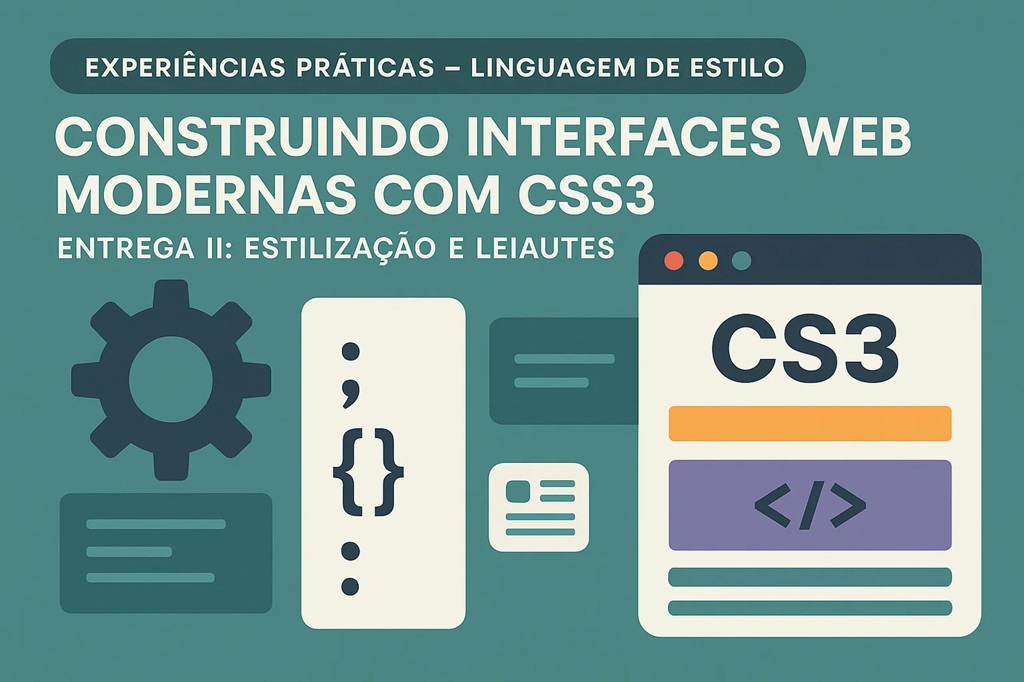 EXPERIÊNCIAS PRÁTICAS – LINGUAGEM DE ESTILO
CONSTRUINDO INTERFACES WEB
MODERNAS COM CSS3
ENTREGA II: ESTILIZAÇÃO E LEIAUTES
;
{}
:
CS3
</>